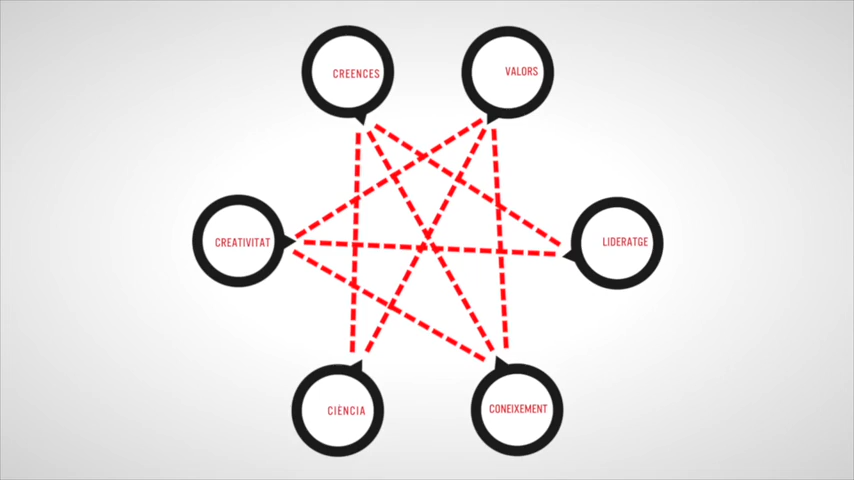 CREENCES
VALORS
CREATIVITAT
LIDERATGE
CIÈNCIA
CONEIXEMENT